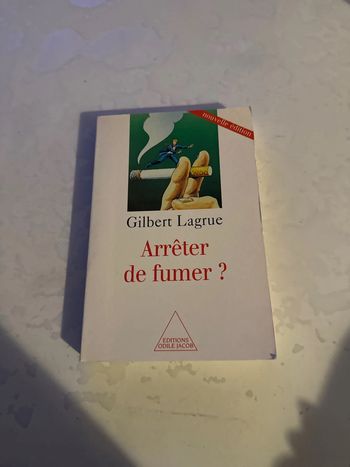 nouvelle édition
Gilbert Lagrue
Arrêter
de fumer ?
EDITIONS
ODILE JACOB